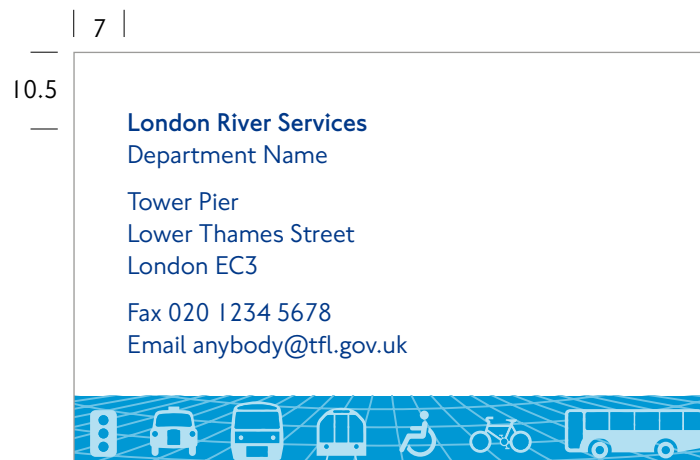 7
10.5
London River Services
Department Name
Tower Pier
Lower Thames Street
London EC3
Fax 020 1234 5678
Email anybody@tfl.gov.uk